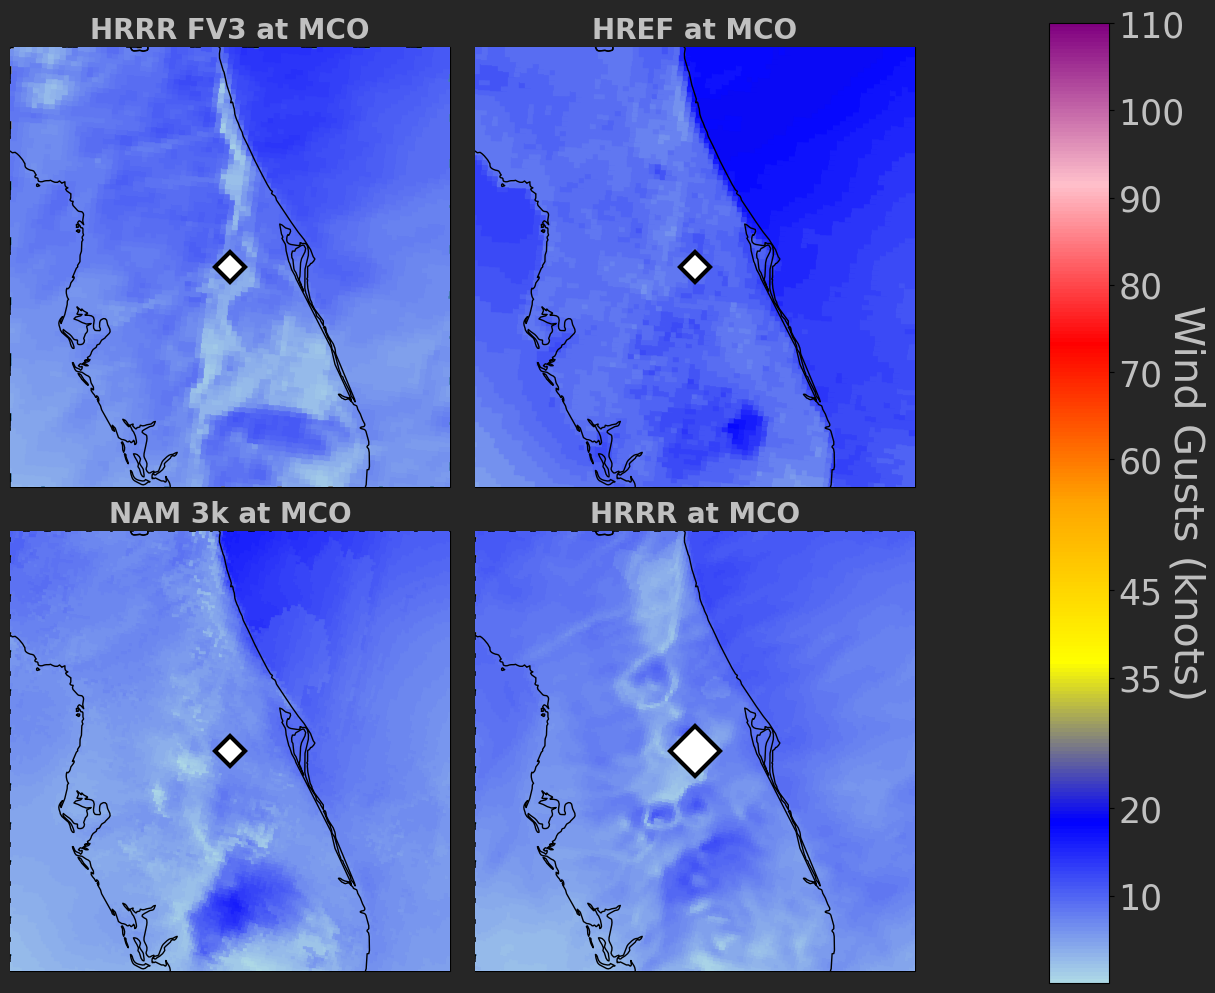 HRRR FV3 at MCO
HREF at MCO
NAM 3k at MCO
HRRR at MCO
110
100
90
80
70
60
45
35
20
10
Wind Gusts (knots)